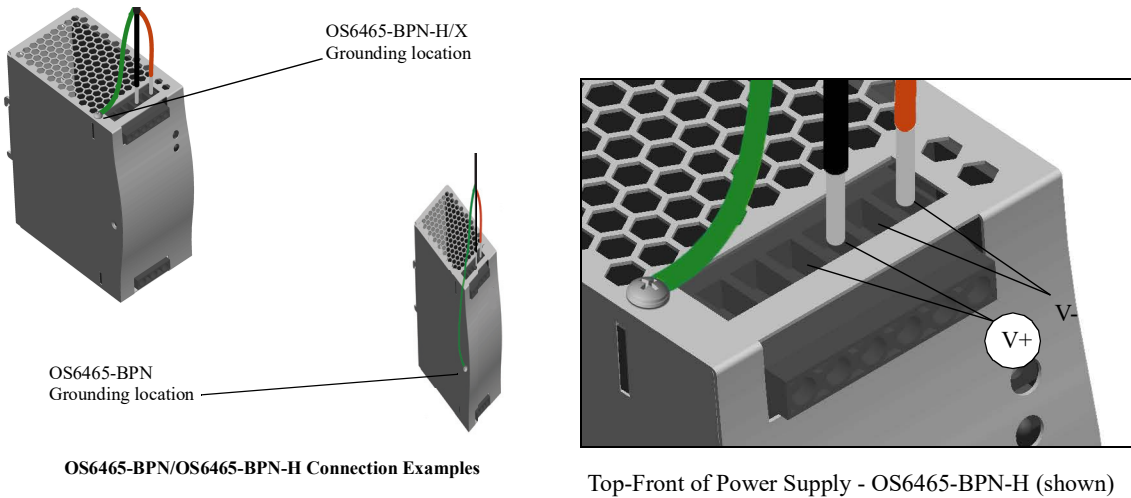 OS6465-BPN-H/X
Grounding location
OS6465-BPN
Grounding location
OS6465-BPN/OS6465-BPN-H Connection Examples
V-
V+
Top-Front of Power Supply - OS6465-BPN-H (shown)